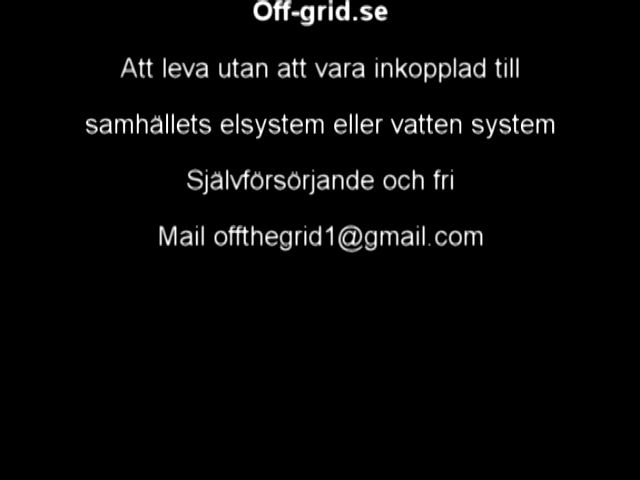 Off-grid.se
Att leva utan att vara inkopplad till
samhällets elsystem eller vatten system
Självförsörjande och fri
Mail offthegrid1@gmail.com